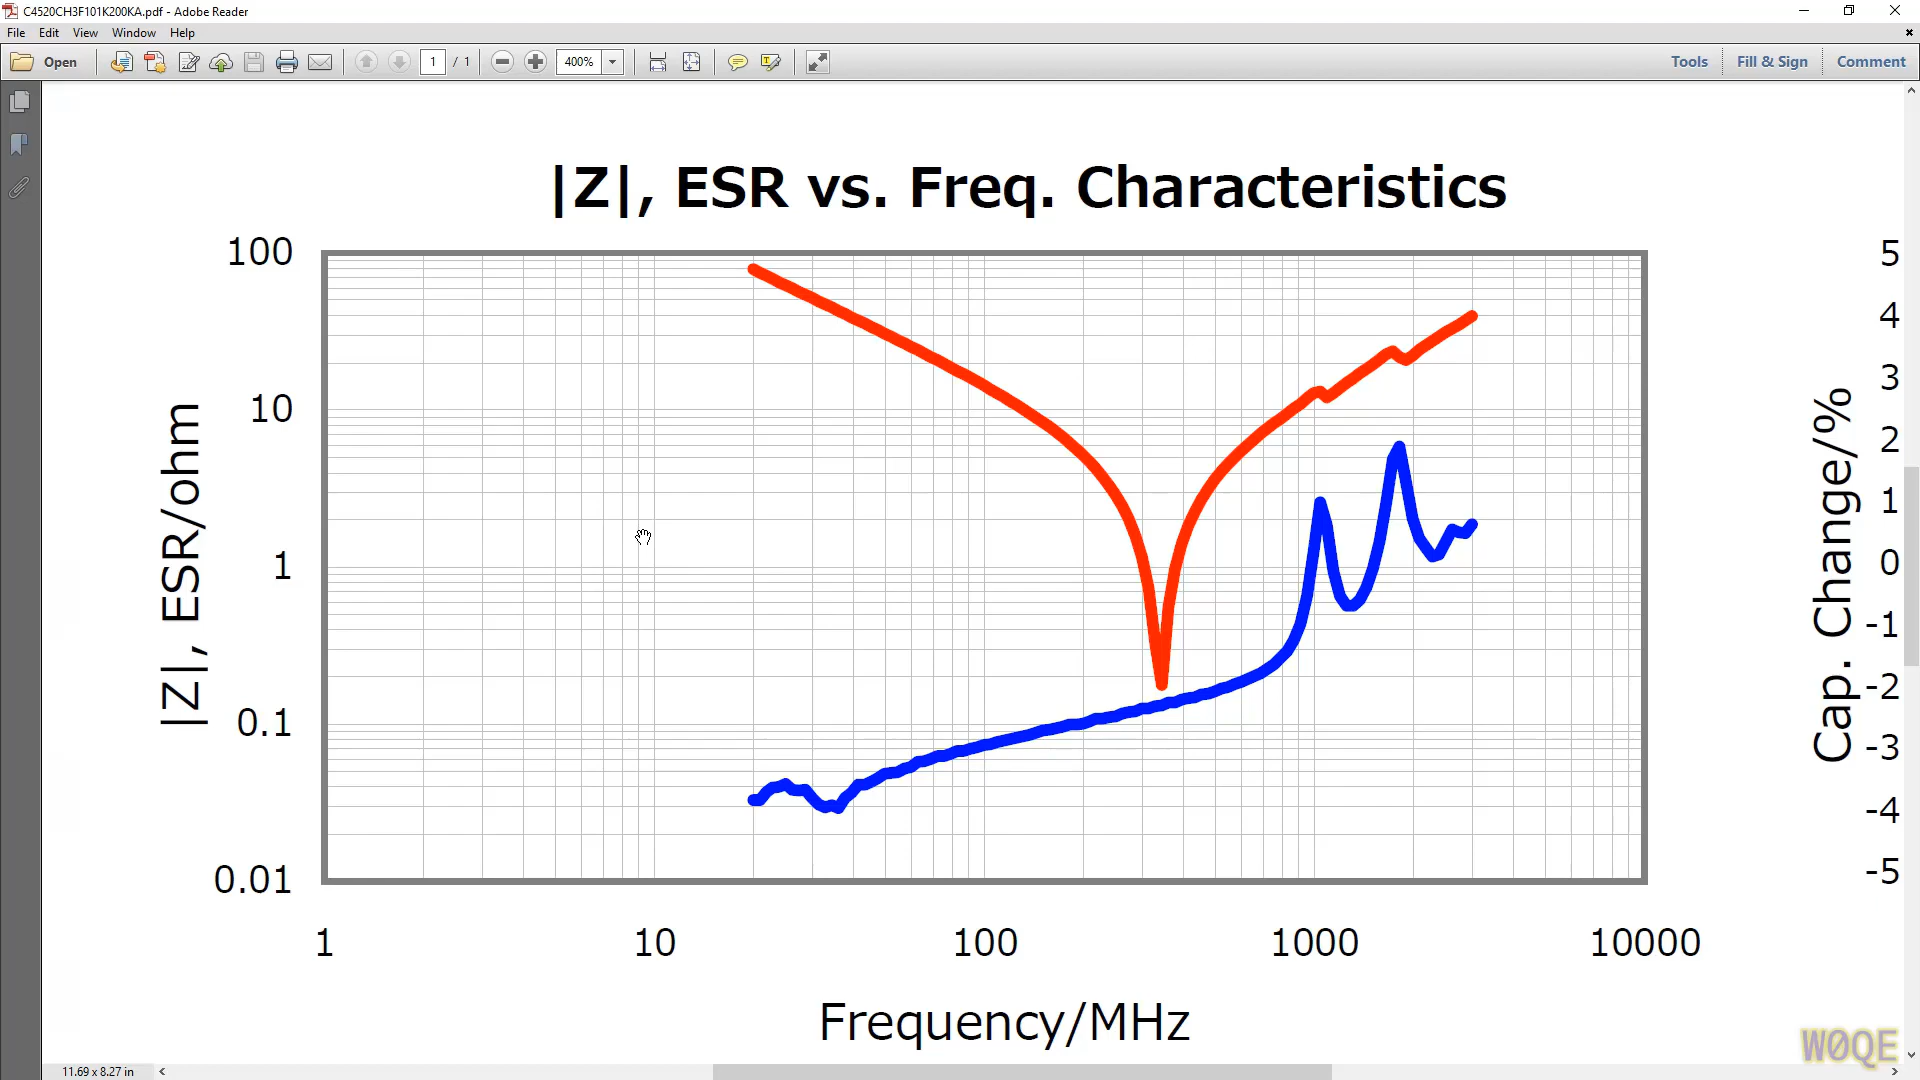 C4520CH3F101K200KA.pdf - Adobe Reader
File Edit View Window Help
Open 1 / 1 400% Tools Fill & Sign Comment
|Z|, ESR vs. Freq. Characteristics
|Z|, ESR/ohm
100
10
1
0.1
0.01
1 10 100 1000 10000
Frequency/MHz
Cap. Change/%
5
4
3
2
1
0
-1
-2
-3
-4
-5
W0QE
11.69 x 8.27 in